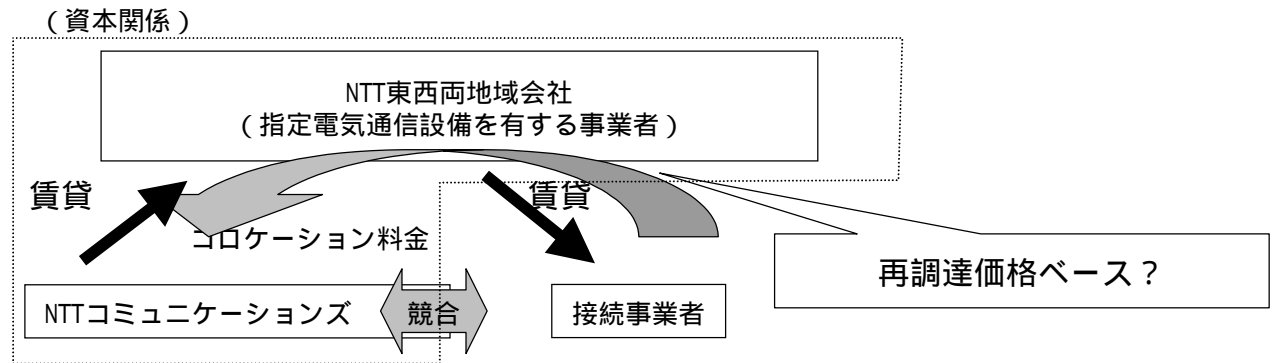 （資本関係）
NTT東西両地域会社
（指定電気通信設備を有する事業者）
賃貸
賃貸
コロケーション料金
再調達価格ベース？
NTTコミュニケーションズ
競合
接続事業者